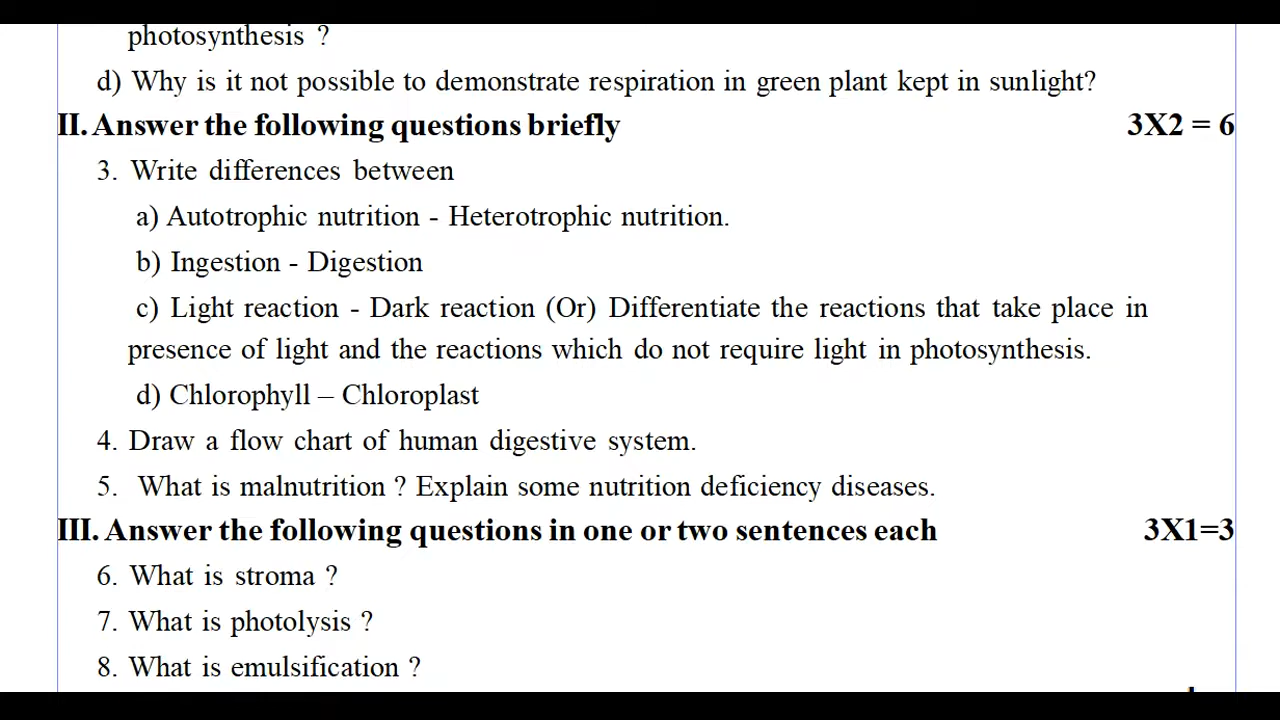 photosynthesis ?
d) Why is it not possible to demonstrate respiration in green plant kept in sunlight?
II. Answer the following questions briefly 3X2 = 6
3. Write differences between
a) Autotrophic nutrition - Heterotrophic nutrition.
b) Ingestion - Digestion
c) Light reaction - Dark reaction (Or) Differentiate the reactions that take place in
presence of light and the reactions which do not require light in photosynthesis.
d) Chlorophyll – Chloroplast
4. Draw a flow chart of human digestive system.
5. What is malnutrition ? Explain some nutrition deficiency diseases.
III. Answer the following questions in one or two sentences each 3X1=3
6. What is stroma ?
7. What is photolysis ?
8. What is emulsification ?